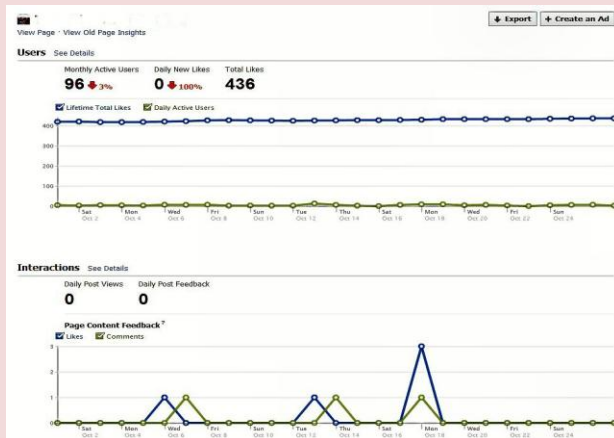 Export
Create an Ad
View Page · View Old Page Insights
Users See Details
Monthly Active Users Daily New Likes Total Likes
96 3% 0 100% 436
Lifetime Total Likes Daily Active Users
400
300
200
100
0
Sat Mon Wed Fri Sun Tue Thu Sat Mon Wed Fri Sun
Oct 2 Oct 4 Oct 6 Oct 8 Oct 10 Oct 12 Oct 14 Oct 16 Oct 18 Oct 20 Oct 22 Oct 24
Interactions See Details
Daily Post Views Daily Post Feedback
0 0
Page Content Feedback ?
Likes Comments
3
2
1
0
Sat Mon Wed Fri Sun Tue Thu Sat Mon Wed Fri Sun
Oct 2 Oct 4 Oct 6 Oct 8 Oct 10 Oct 12 Oct 14 Oct 16 Oct 18 Oct 20 Oct 22 Oct 24